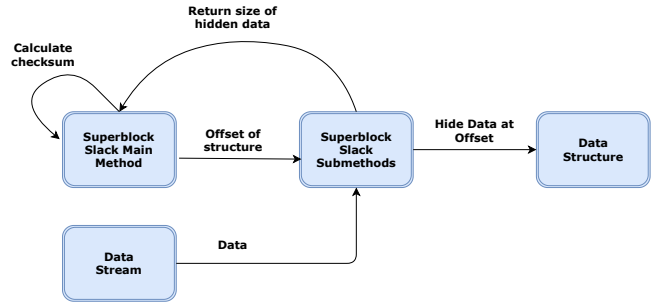 Return size of
hidden data
Calculate
checksum
Superblock
Slack Main
Method
Offset of
structure
Superblock
Slack
Submethods
Hide Data at
Offset
Data
Structure
Data
Stream
Data